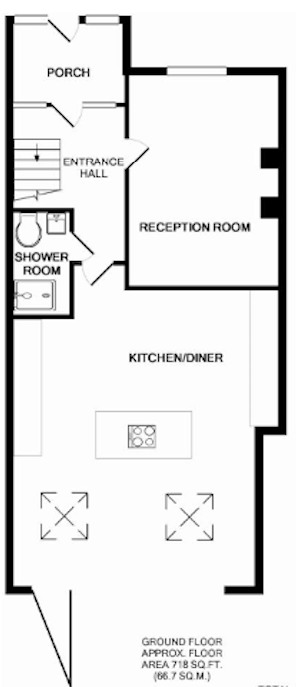 PORCH
ENTRANCE
HALL
RECEPTION ROOM
SHOWER
ROOM
KITCHEN/DINER
GROUND FLOOR
APPROX. FLOOR
AREA 718 SQ.FT.
(66.7 SQ.M.)